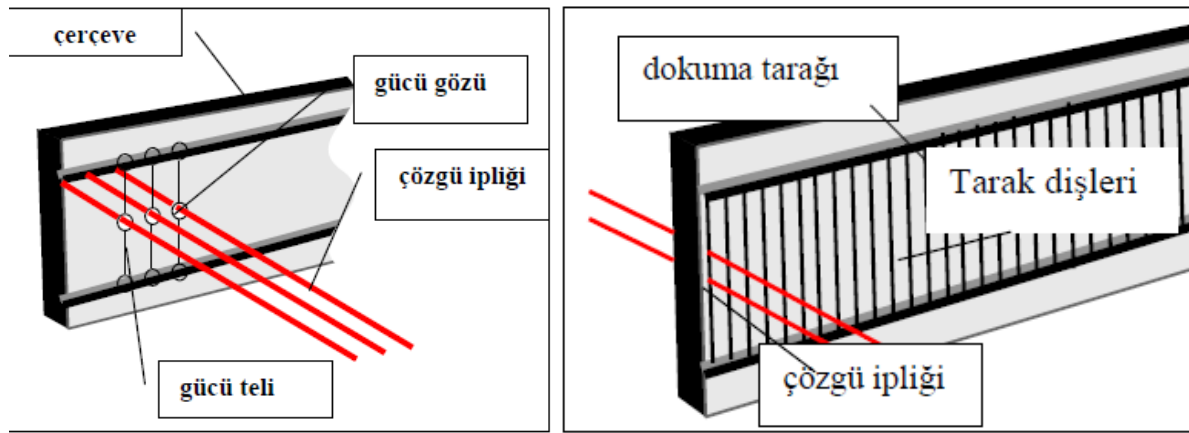 çerçeve
gücü gözü
çözgü ipliği
gücü teli
dokuma tarağı
Tarak dişleri
çözgü ipliği